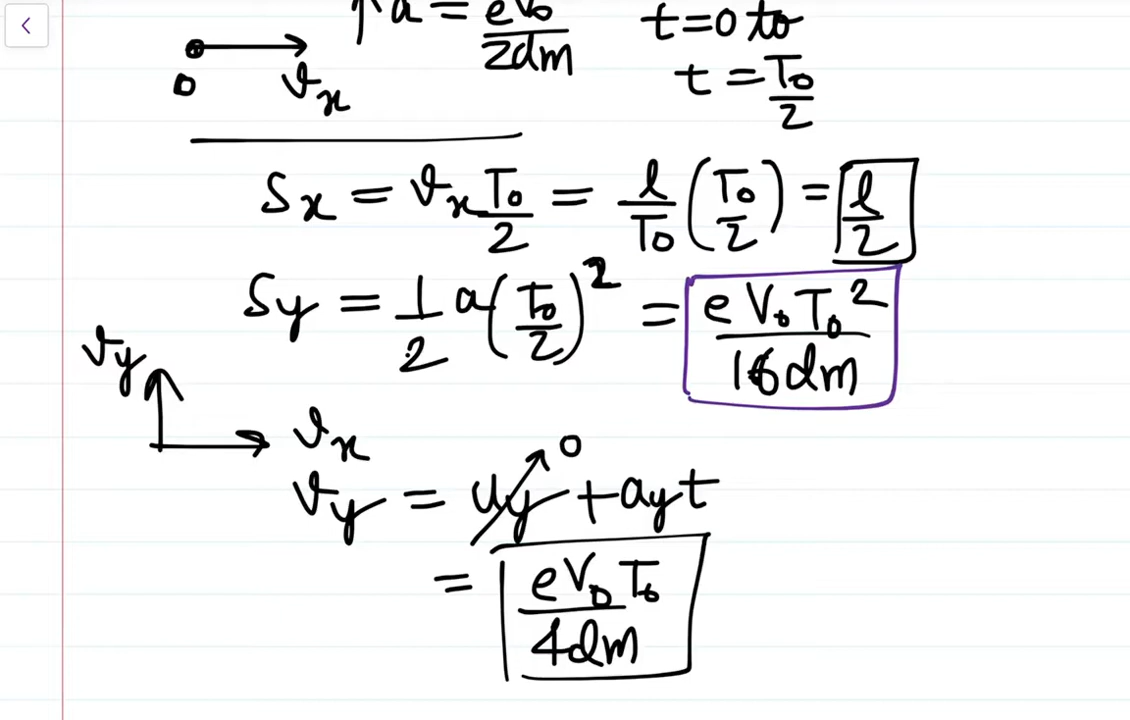 a = eV₀/2dm t=0 to
0 → vₓ t = T₀/2
Sₓ = vₓ T₀/2 = l/T₀ (T₀/2) = l/2
Sy = 1/2 a (T₀/2)² = eV₀T₀²/16dm
vy
vₓ
vy = uy + ayt
0
= eV₀T₀/4dm